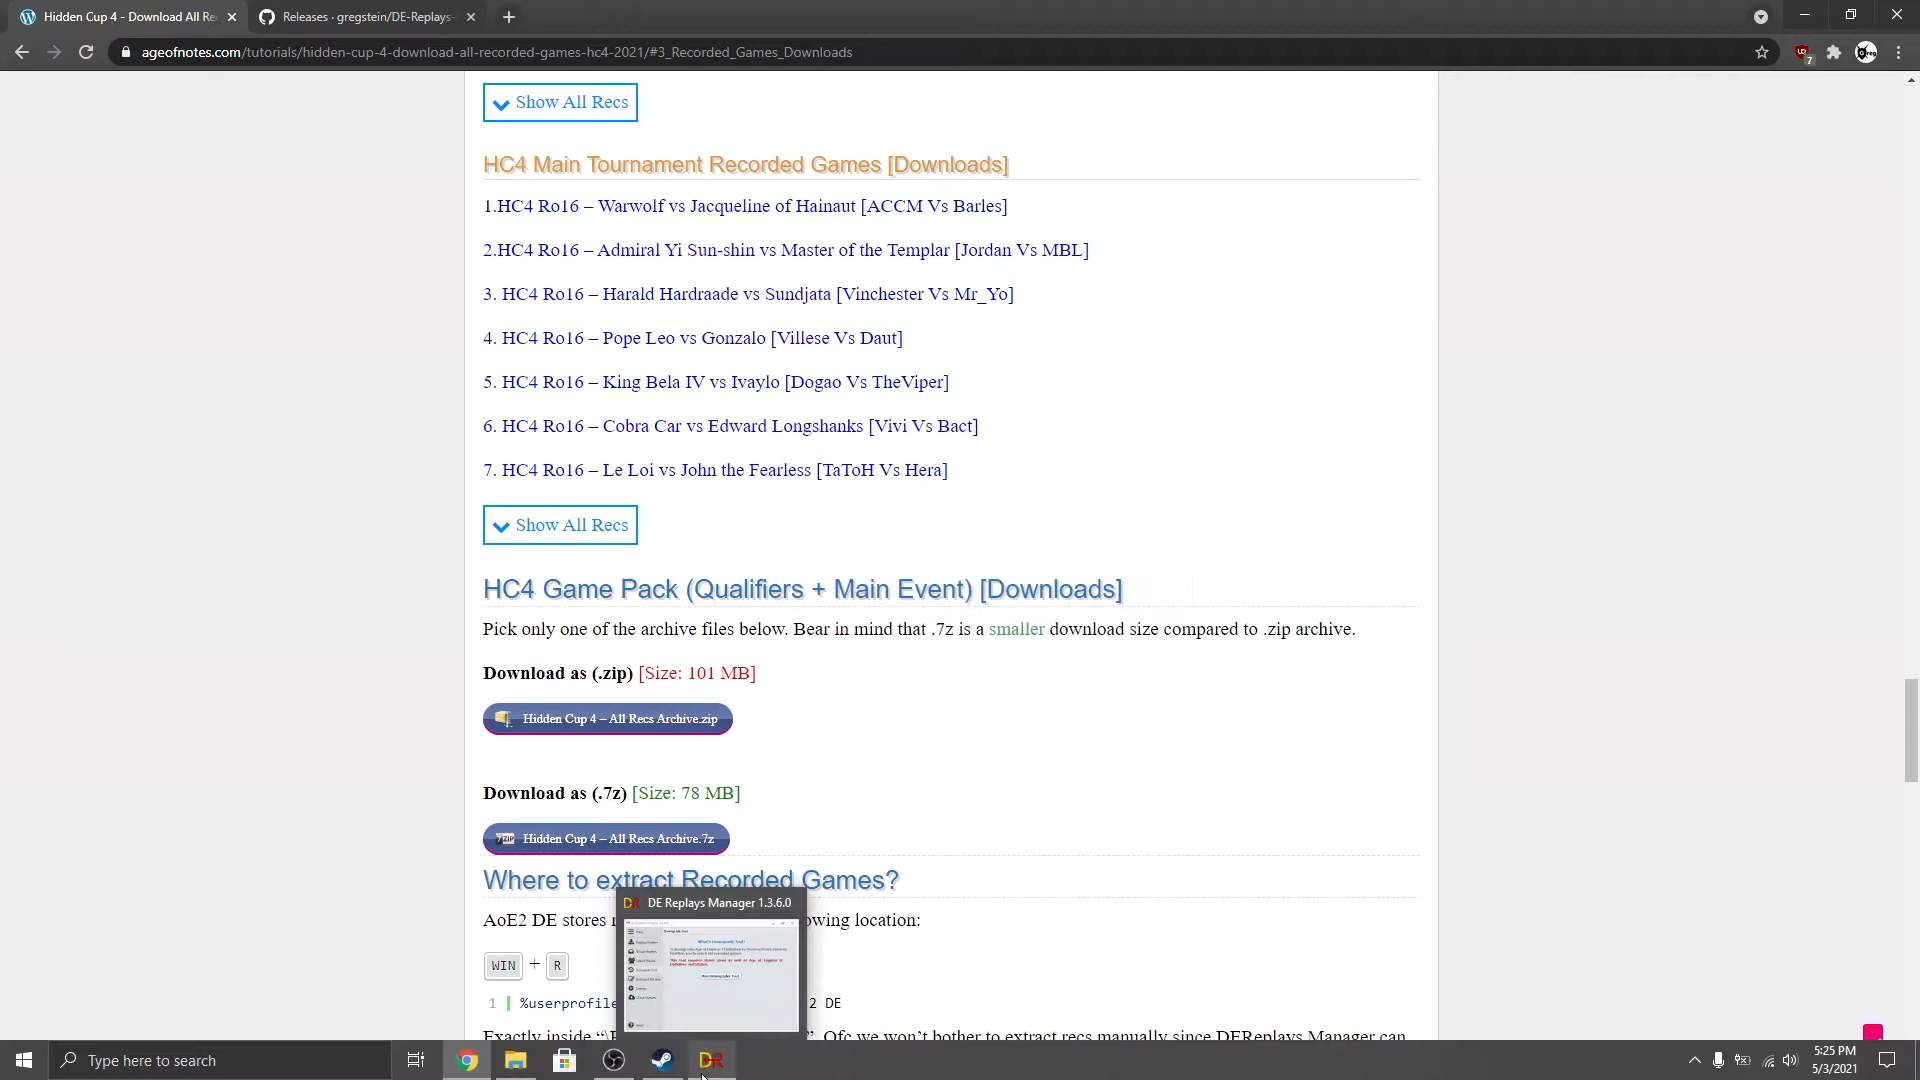 Hidden Cup 4 - Download All Re
Releases · gregstein/DE-Replays-
ageofnotes.com/tutorials/hidden-cup-4-download-all-recorded-games-hc4-2021/#3_Recorded_Games_Downloads
7
Show All Recs
HC4 Main Tournament Recorded Games [Downloads]
1.HC4 Ro16 – Warwolf vs Jacqueline of Hainaut [ACCM Vs Barles]
2.HC4 Ro16 – Admiral Yi Sun-shin vs Master of the Templar [Jordan Vs MBL]
3. HC4 Ro16 – Harald Hardraade vs Sundjata [Vinchester Vs Mr_Yo]
4. HC4 Ro16 – Pope Leo vs Gonzalo [Villese Vs Daut]
5. HC4 Ro16 – King Bela IV vs Ivaylo [Dogao Vs TheViper]
6. HC4 Ro16 – Cobra Car vs Edward Longshanks [Vivi Vs Bact]
7. HC4 Ro16 – Le Loi vs John the Fearless [TaToH Vs Hera]
Show All Recs
HC4 Game Pack (Qualifiers + Main Event) [Downloads]
Pick only one of the archive files below. Bear in mind that .7z is a smaller download size compared to .zip archive.
Download as (.zip) [Size: 101 MB]
Hidden Cup 4 – All Recs Archive.zip
Download as (.7z) [Size: 78 MB]
7ZIP Hidden Cup 4 – All Recs Archive.7z
Where to extract Recorded Games?
DR DE Replays Manager 1.3.6.0
AoE2 DE stores owing location:
WIN + R
1 %userprofile 2 DE
Exactly inside “\ ”. Ofc we won’t bother to extract recs manually since DEReplays Manager can
Type here to search
DR
5:25 PM
5/3/2021